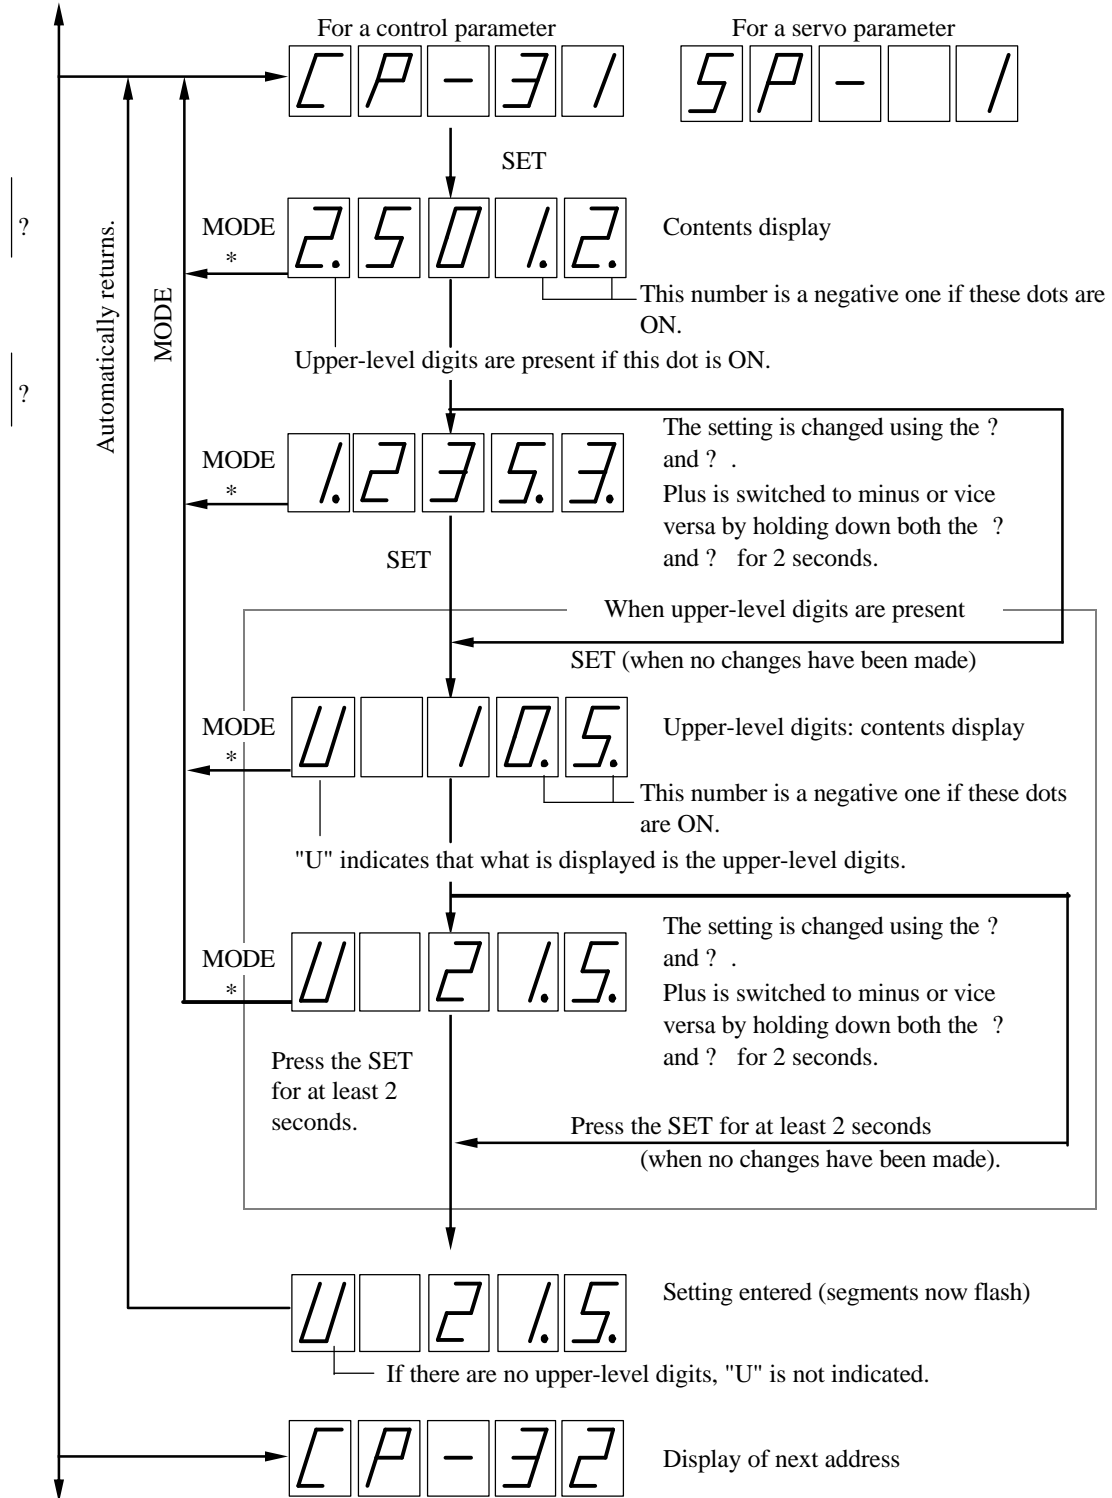 For a control parameter
For a servo parameter
CP-31
SP- 1
SET
?
MODE
*
2.501.2.
Contents display
This number is a negative one if these dots are
ON.
Upper-level digits are present if this dot is ON.
Automatically returns.
MODE
?
MODE
*
1.235.3.
The setting is changed using the ?
and ? .
Plus is switched to minus or vice
versa by holding down both the ?
and ? for 2 seconds.
SET
When upper-level digits are present
SET (when no changes have been made)
MODE
*
U 10.5.
Upper-level digits: contents display
This number is a negative one if these dots
are ON.
"U" indicates that what is displayed is the upper-level digits.
MODE
*
U 21.5.
The setting is changed using the ?
and ? .
Plus is switched to minus or vice
versa by holding down both the ?
and ? for 2 seconds.
Press the SET
for at least 2
seconds.
Press the SET for at least 2 seconds
(when no changes have been made).
U 21.5.
Setting entered (segments now flash)
If there are no upper-level digits, "U" is not indicated.
CP-32
Display of next address